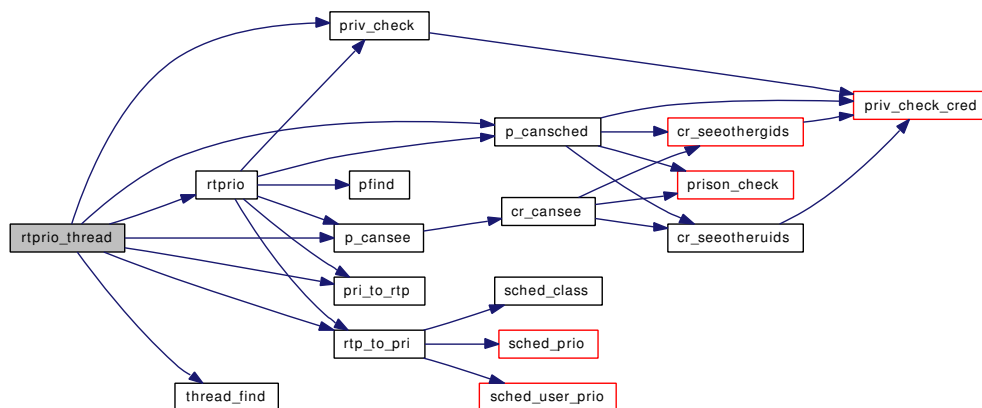 priv_check
priv_check_cred
p_cansched
cr_seeothergids
rtprio
pfind
prison_check
cr_cansee
rtprio_thread
p_cansee
cr_seeotheruids
pri_to_rtp
sched_class
rtp_to_pri
sched_prio
thread_find
sched_user_prio